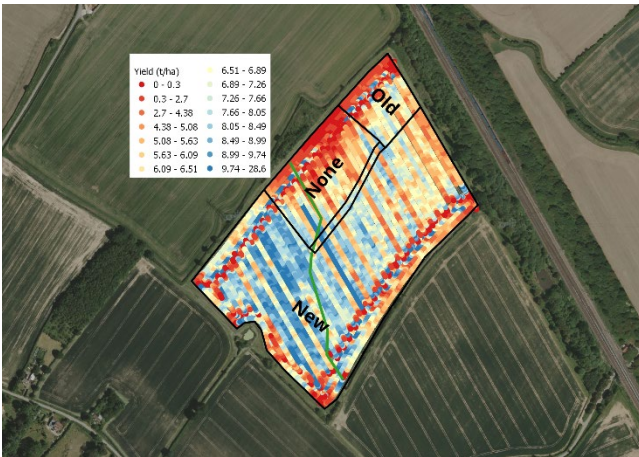 Yield (t/ha)
0 - 0.3
0.3 - 2.7
2.7 - 4.38
4.38 - 5.08
5.08 - 5.63
5.63 - 6.09
6.09 - 6.51
6.51 - 6.89
6.89 - 7.26
7.26 - 7.66
7.66 - 8.05
8.05 - 8.49
8.49 - 8.99
8.99 - 9.74
9.74 - 28.6
Old
None
New